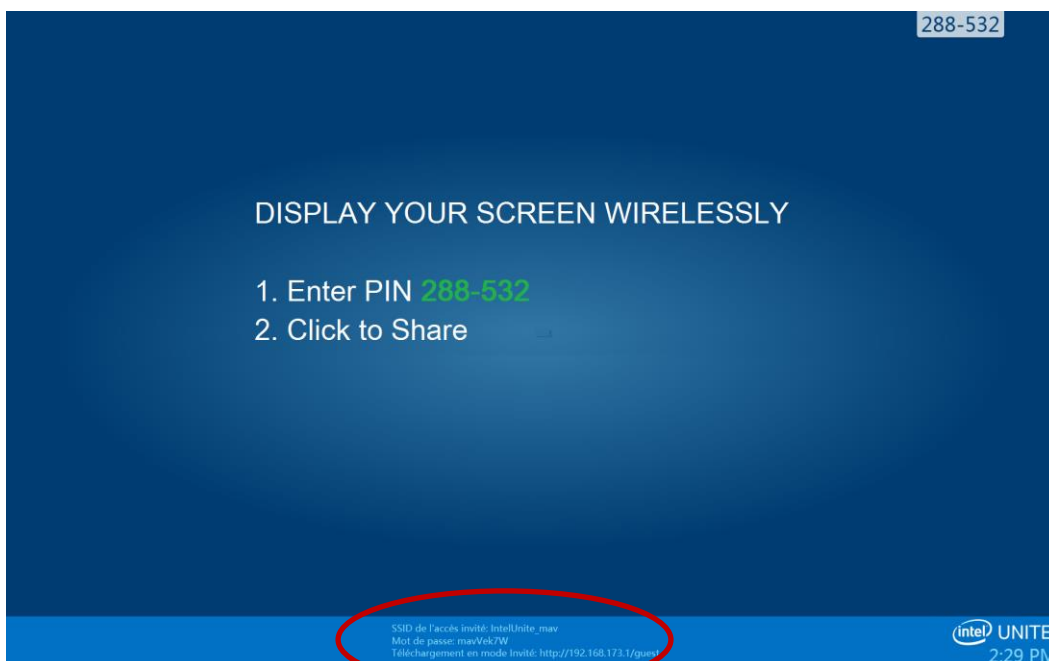 288-532
DISPLAY YOUR SCREEN WIRELESSLY
1. Enter PIN 288-532
2. Click to Share
SSID de l'accès invité: IntelUnite_mav
Mot de passe: mavVek7W
Téléchargement en mode Invité: http://192.168.173.1/guest
intel UNITE
2:29 PM